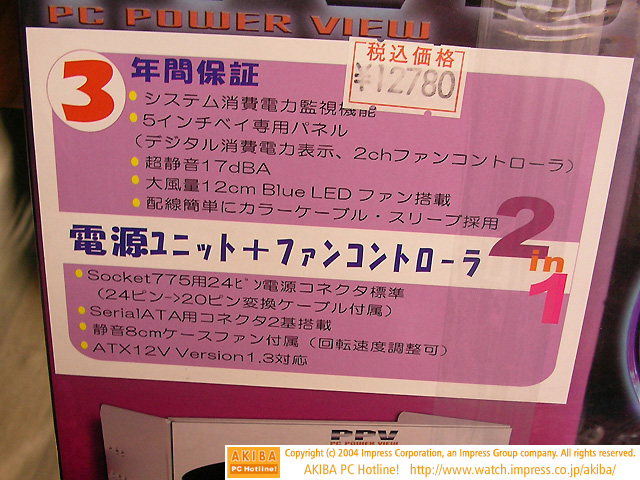 PC POWER VIEW
税込価格
¥12780
3年間保証
システム消費電力監視機能
5インチベイ専用パネル
(デジタル消費電力表示、2chファンコントローラ)
超静音17dBA
大風量12cm Blue LED ファン搭載
配線簡単にカラーケーブル・スリーブ採用
2 in 1
電源ユニット+ファンコントローラ
Socket775用24ピン電源コネクタ標準
(24ピン->20ピン変換ケーブル付属)
SerialATA用コネクタ2基搭載
静音8cmケースファン付属(回転速度調整可)
ATX12V Version1.3対応
PPV
PC POWER VIEW
AKIBA
PC Hotline!
Copyright (c) 2004 Impress Corporation, an Impress Group company. All rights reserved.
AKIBA PC Hotline! http://www.watch.impress.co.jp/akiba/